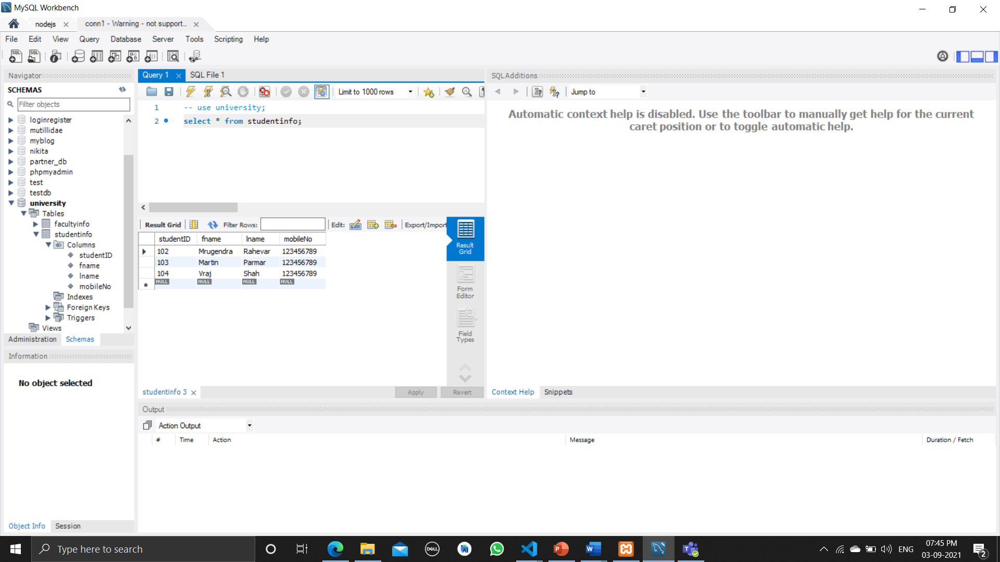 MySQL Workbench
nodejs
conn1 - Warning - not support...
File Edit View Query Database Server Tools Scripting Help
Navigator
SCHEMAS
Filter objects
loginregister
mutillidae
myblog
nikita
partner_db
phpmyadmin
test
testdb
university
Tables
facultyinfo
studentinfo
Columns
studentID
fname
lname
mobileNo
Indexes
Foreign Keys
Triggers
Views
Administration Schemas
Information
No object selected
Object Info Session
Query 1 SQL File 1
Limit to 1000 rows
1 -- use university;
2 select * from studentinfo;
Result Grid Filter Rows: Edit: Export/Import
studentID fname lname mobileNo
102 Mrugendra Rahevar 123456789
103 Martin Parmar 123456789
104 Vraj Shah 123456789
NULL NULL NULL NULL
Result
Grid
Form
Editor
Field
Types
studentinfo 3 Apply Revert
SQLAdditions
Jump to
Automatic context help is disabled. Use the toolbar to manually get help for the current
caret position or to toggle automatic help.
Context Help Snippets
Output
Action Output
# Time Action Message Duration / Fetch
Type here to search
DELL
ENG
07:45 PM
03-09-2021
2